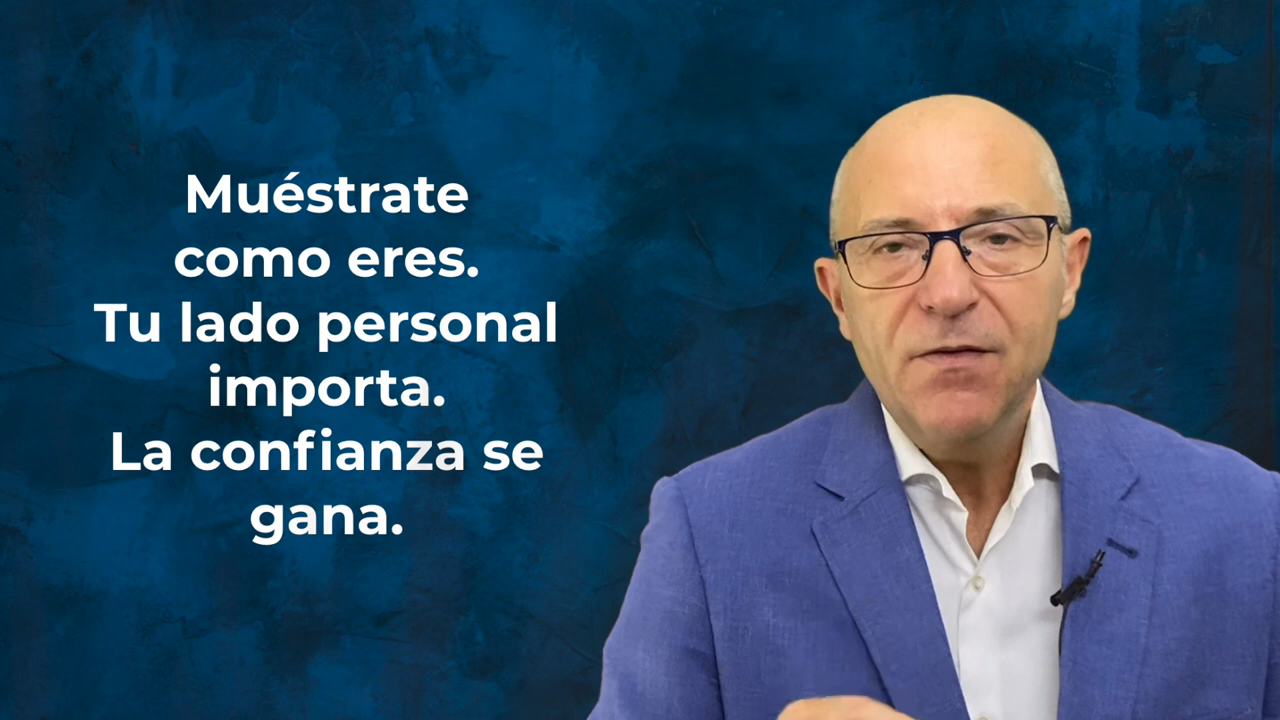 Muéstrate
como eres.
Tu lado personal
importa.
La confianza se
gana.